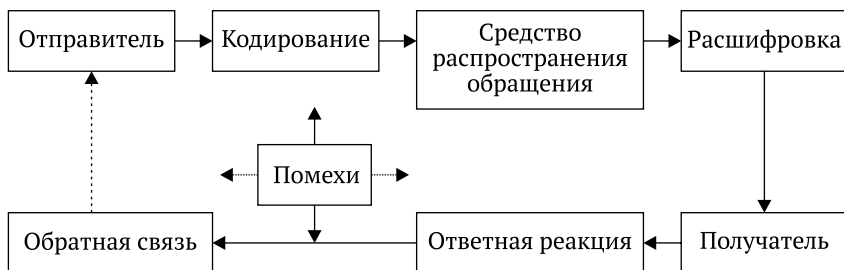 Отправитель
Кодирование
Средство
распространения
обращения
Расшифровка
Помехи
Обратная связь
Ответная реакция
Получатель